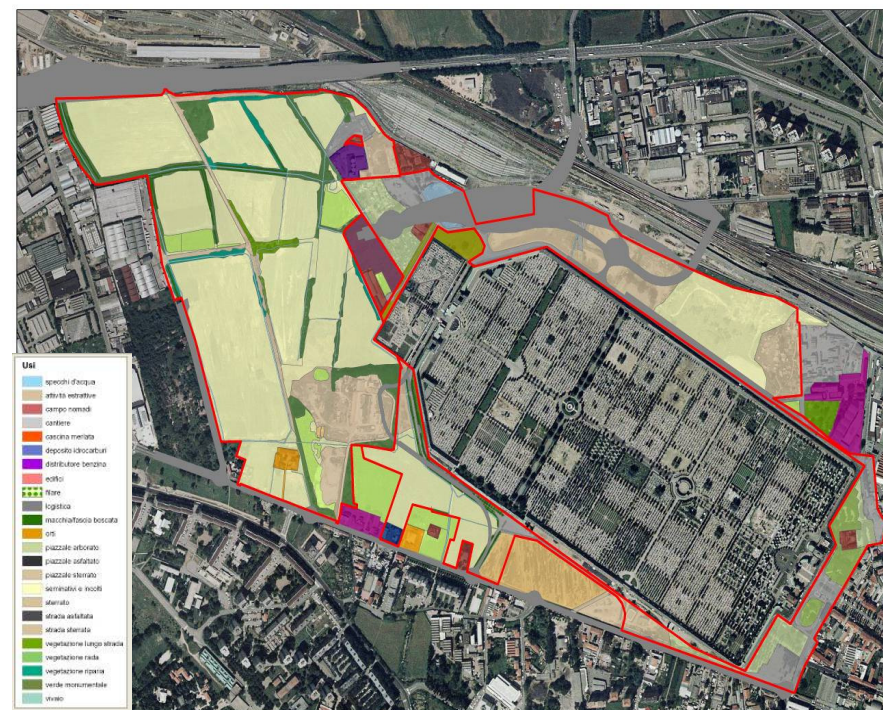 Usi
specchi d'acqua
attività estrattive
campo nomadi
cantiere
cascina merlata
deposito idrocarburi
distributore benzina
edifici
filare
logistica
macchia/fascia boscata
orti
piazzale arborato
piazzale asfaltato
piazzale sterrato
seminativi e incolti
sterrato
strada asfaltata
strada sterrata
vegetazione lungo strada
vegetazione rada
vegetazione riparia
verde monumentale
vivaio